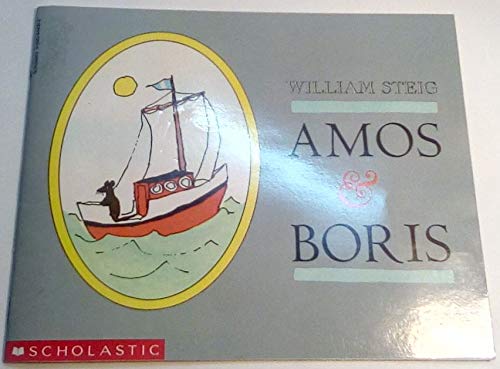 WILLIAM STEIG
AMOS
&
BORIS
SCHOLASTIC